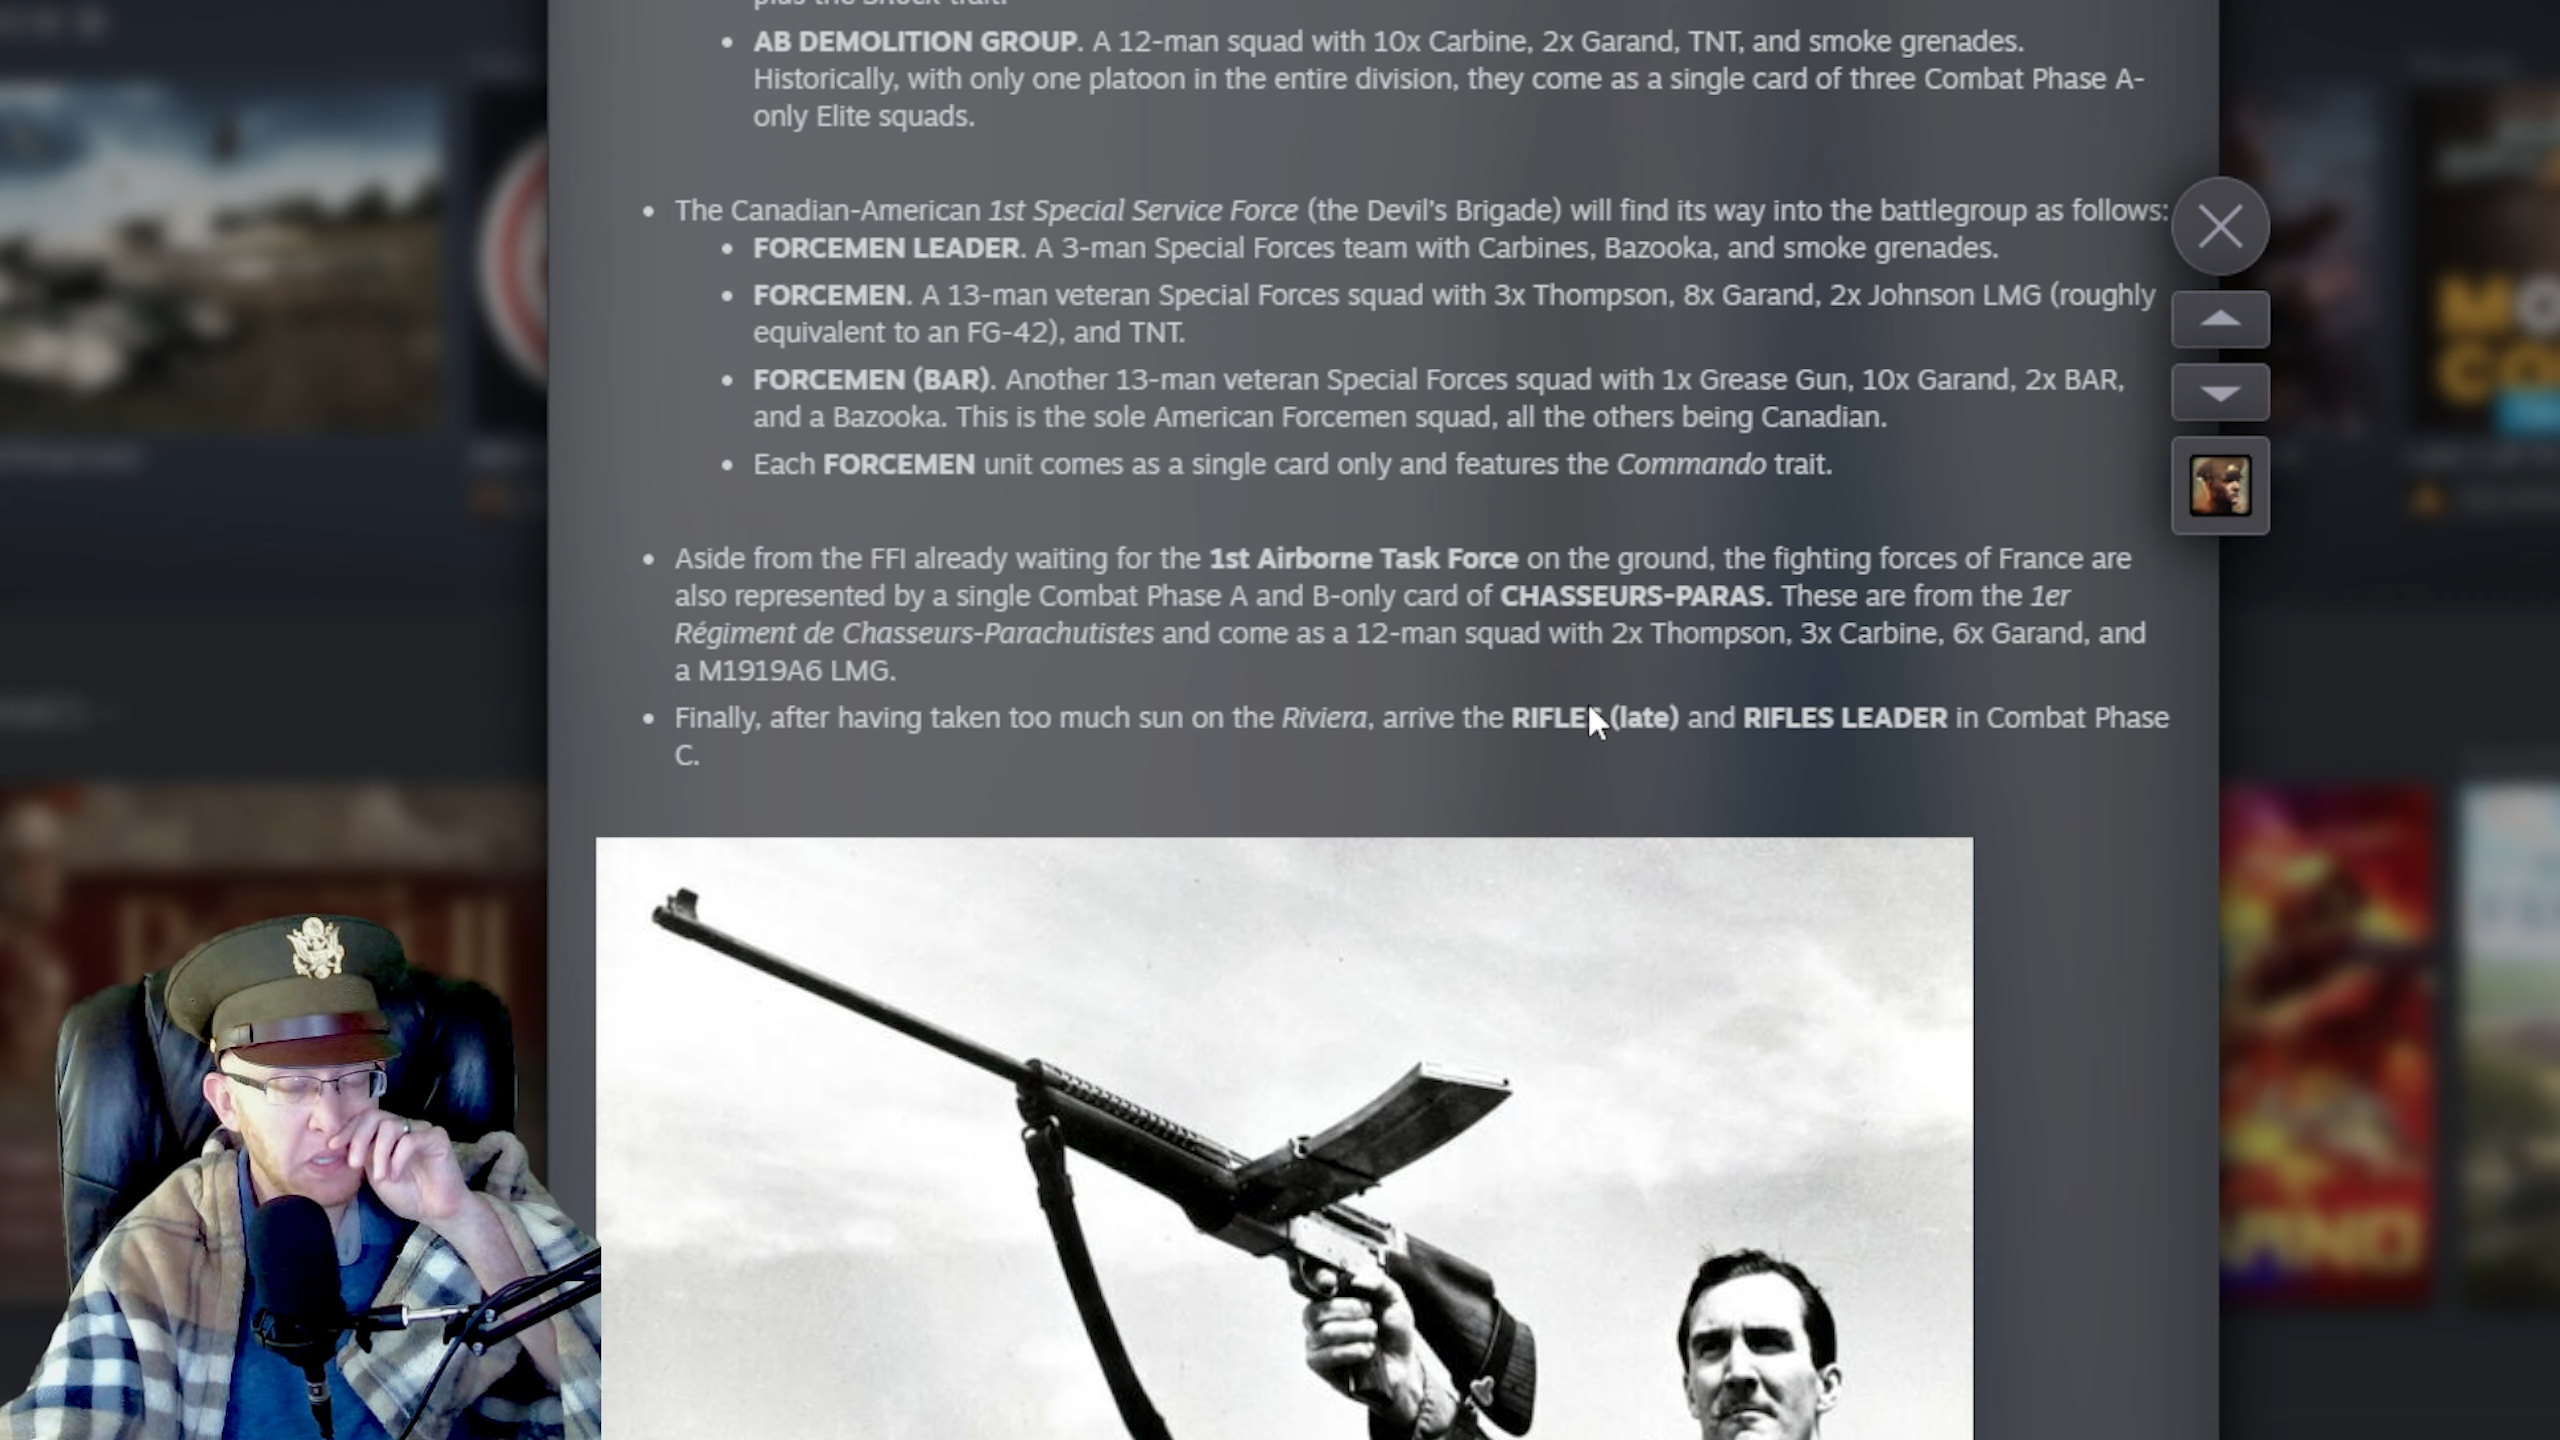 AB DEMOLITION GROUP. A 12-man squad with 10x Carbine, 2x Garand, TNT, and smoke grenades.
Historically, with only one platoon in the entire division, they come as a single card of three Combat Phase A-
only Elite squads.
The Canadian-American 1st Special Service Force (the Devil's Brigade) will find its way into the battlegroup as follows:
FORCEMEN LEADER. A 3-man Special Forces team with Carbines, Bazooka, and smoke grenades.
FORCEMEN. A 13-man veteran Special Forces squad with 3x Thompson, 8x Garand, 2x Johnson LMG (roughly
equivalent to an FG-42), and TNT.
FORCEMEN (BAR). Another 13-man veteran Special Forces squad with 1x Grease Gun, 10x Garand, 2x BAR,
and a Bazooka. This is the sole American Forcemen squad, all the others being Canadian.
Each FORCEMEN unit comes as a single card only and features the Commando trait.
Aside from the FFI already waiting for the 1st Airborne Task Force on the ground, the fighting forces of France are
also represented by a single Combat Phase A and B-only card of CHASSEURS-PARAS. These are from the 1er
Régiment de Chasseurs-Parachutistes and come as a 12-man squad with 2x Thompson, 3x Carbine, 6x Garand, and
a M1919A6 LMG.
Finally, after having taken too much sun on the Riviera, arrive the RIFLES (late) and RIFLES LEADER in Combat Phase
C.